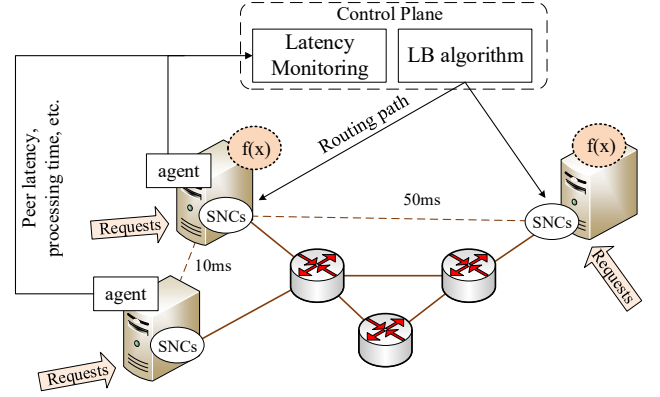 Control Plane
Latency
Monitoring
LB algorithm
Peer latency,
processing time, etc.
Routing path
f(x)
f(x)
agent
SNCs
50ms
SNCs
Requests
10ms
Requests
agent
SNCs
Requests